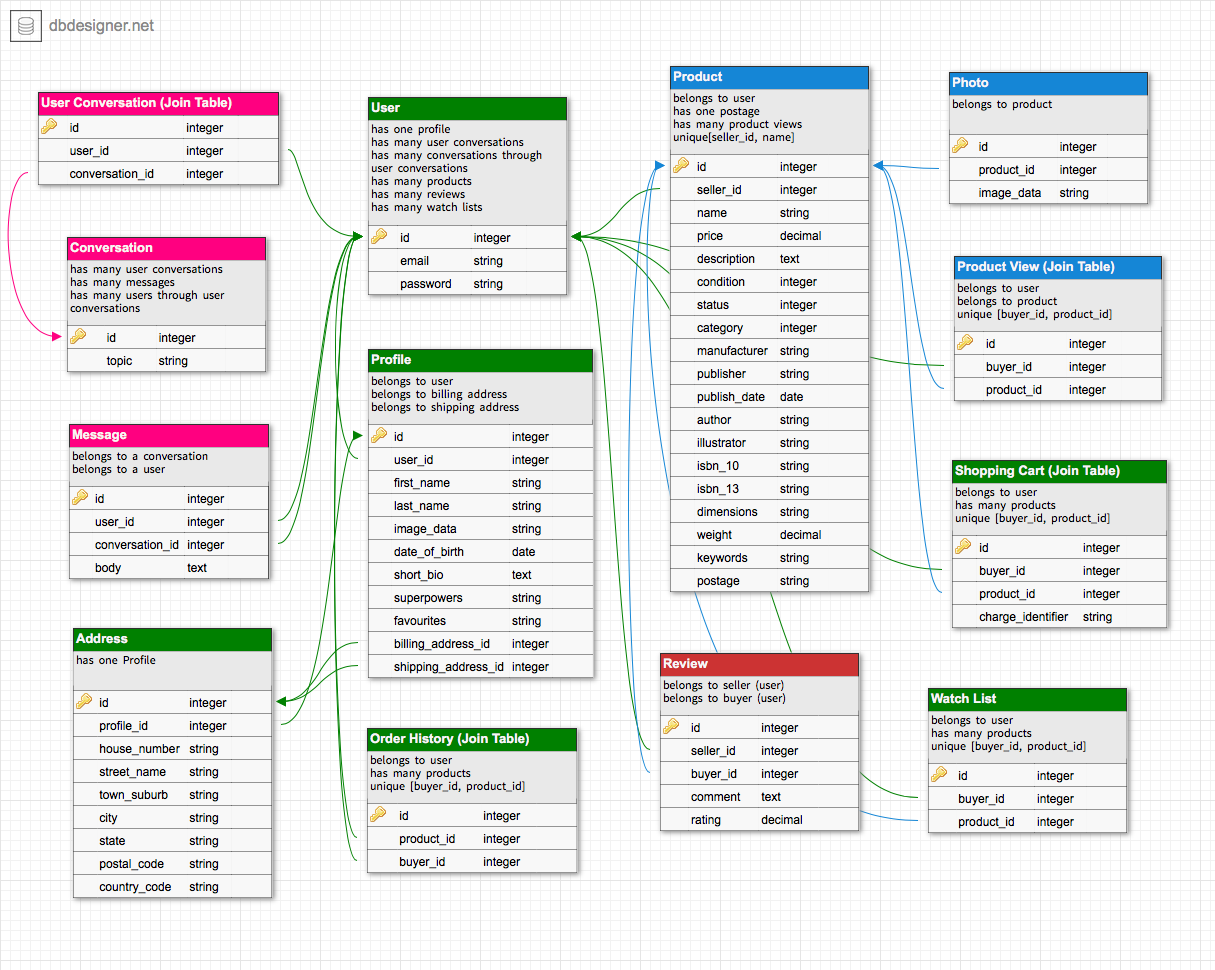 dbdesigner.net
User Conversation (Join Table)
id integer
user_id integer
conversation_id integer
Conversation
has many user conversations
has many messages
has many users through user
conversations
id integer
topic string
Message
belongs to a conversation
belongs to a user
id integer
user_id integer
conversation_id integer
body text
Address
has one Profile
id integer
profile_id integer
house_number string
street_name string
town_suburb string
city string
state string
postal_code string
country_code string
User
has one profile
has many user conversations
has many conversations through
user conversations
has many products
has many reviews
has many watch lists
id integer
email string
password string
Profile
belongs to user
belongs to billing address
belongs to shipping address
id integer
user_id integer
first_name string
last_name string
image_data string
date_of_birth date
short_bio text
superpowers string
favourites string
billing_address_id integer
shipping_address_id integer
Order History (Join Table)
belongs to user
has many products
unique [buyer_id, product_id]
id integer
product_id integer
buyer_id integer
Product
belongs to user
has one postage
has many product views
unique[seller_id, name]
id integer
seller_id integer
name string
price decimal
description text
condition integer
status integer
category integer
manufacturer string
publisher string
publish_date date
author string
illustrator string
isbn_10 string
isbn_13 string
dimensions string
weight decimal
keywords string
postage string
Review
belongs to seller (user)
belongs to buyer (user)
id integer
seller_id integer
buyer_id integer
comment text
rating decimal
Photo
belongs to product
id integer
product_id integer
image_data string
Product View (Join Table)
belongs to user
belongs to product
unique [buyer_id, product_id]
id integer
buyer_id integer
product_id integer
Shopping Cart (Join Table)
belongs to user
has many products
unique [buyer_id, product_id]
id integer
buyer_id integer
product_id integer
charge_identifier string
Watch List
belongs to user
has many products
unique [buyer_id, product_id]
id integer
buyer_id integer
product_id integer